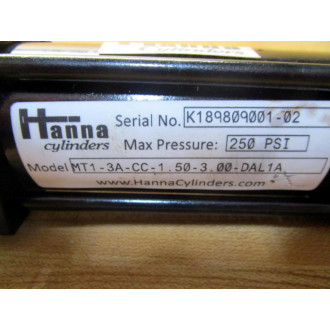 Cylinders
Hanna
cylinders
Serial No. K189809001-02
Max Pressure: 250 PSI
Model MT1-3A-CC-1.50-3.00-DAL1A
www.HannaCylinders.com